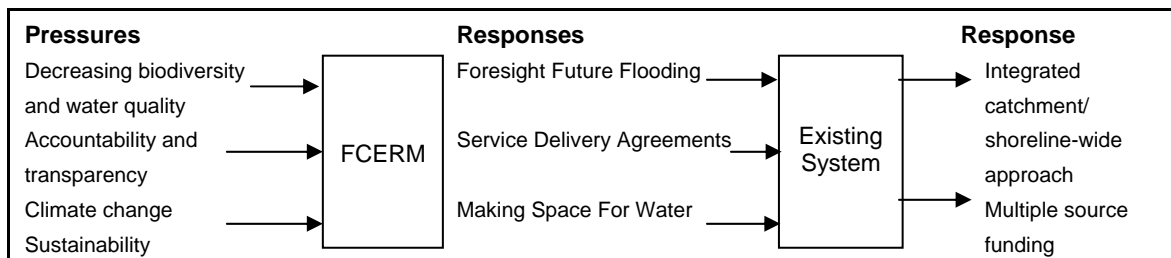 Pressures
Decreasing biodiversity
and water quality
Accountability and
transparency
Climate change
Sustainability
FCERM
Responses
Foresight Future Flooding
Service Delivery Agreements
Making Space For Water
Existing
System
Response
Integrated
catchment/
shoreline-wide
approach
Multiple source
funding